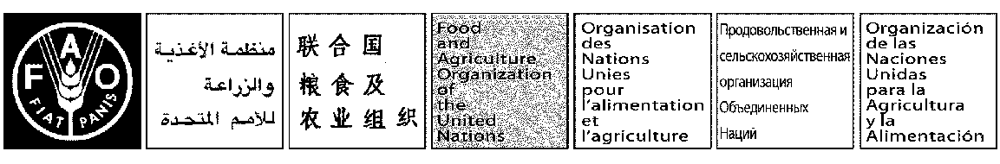 F A O
FIAT PANIS
منظمة الأغذية
والزراعة
للأمم المتحدة
联合国
粮食及
农业组织
Food
and
Agriculture
Organization
of
the
United
Nations
Organisation
des
Nations
Unies
pour
l'alimentation
et
l'agriculture
Продовольственная и
сельскохозяйственная
организация
Объединенных
Наций
Organización
de las
Naciones
Unidas
para la
Agricultura
y la
Alimentación